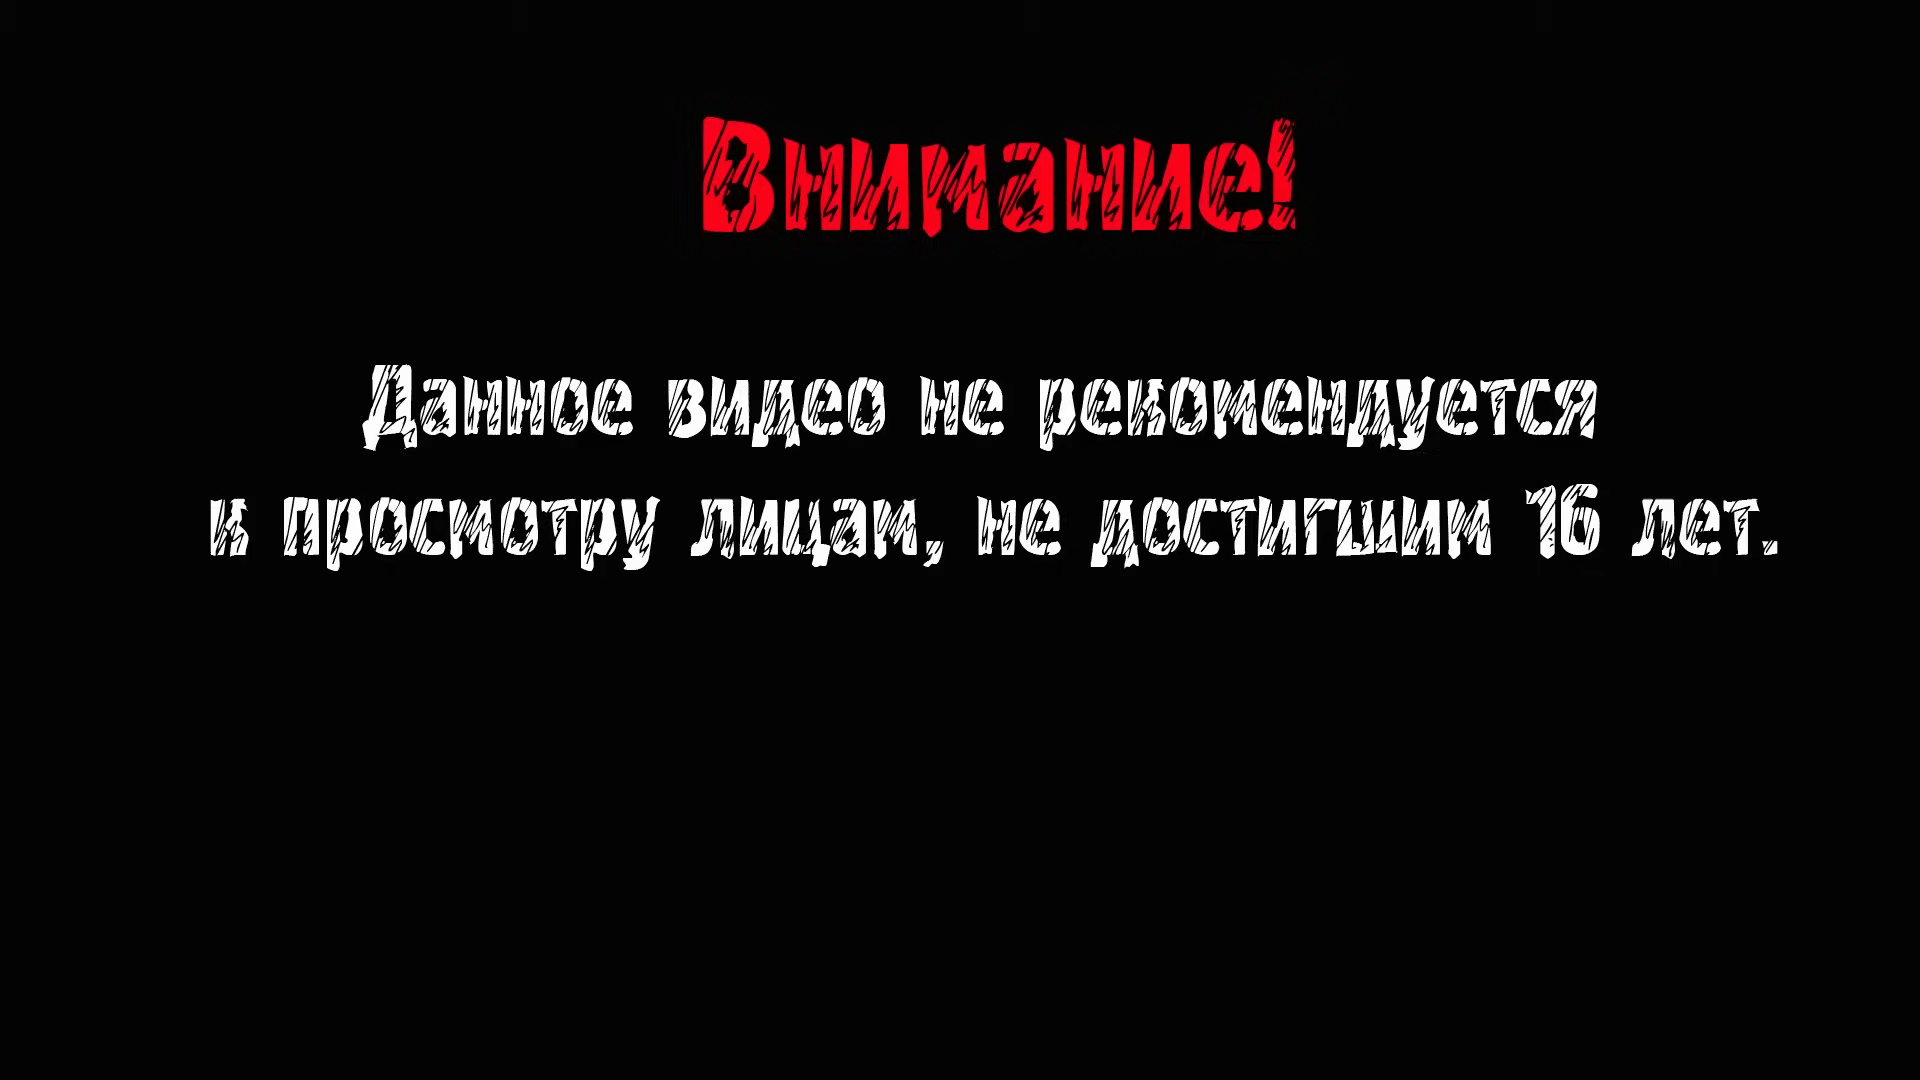 Внимание!
Данное видео не рекомендуется
к просмотру лицам, не достигшим 16 лет.